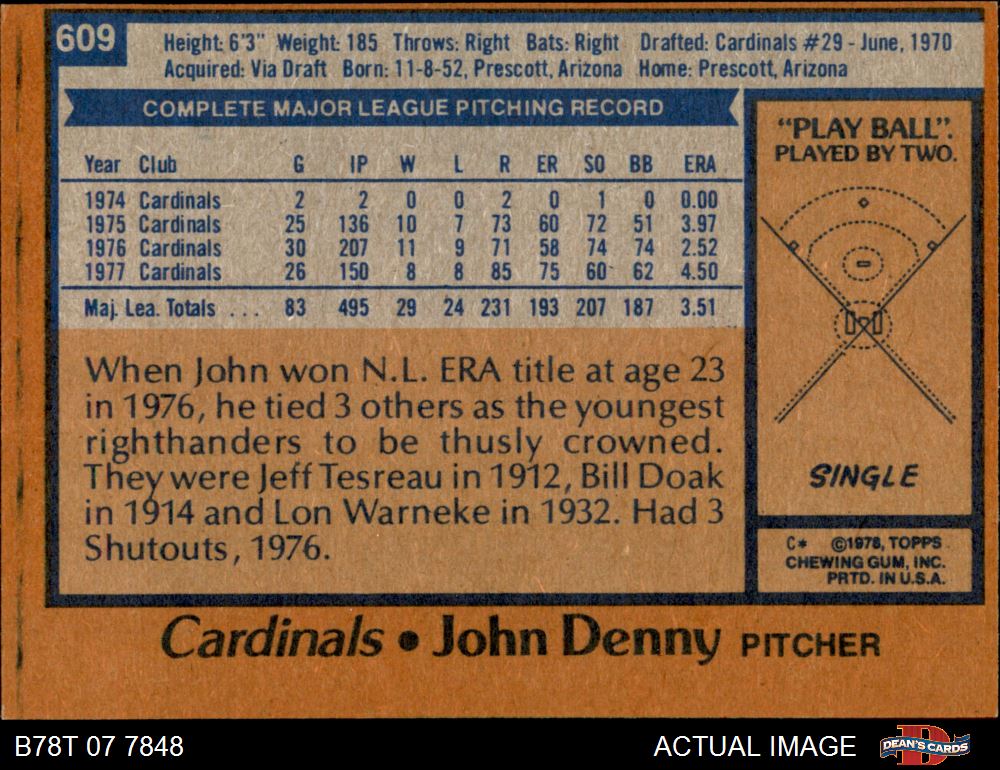 609
Height: 6'3" Weight: 185 Throws: Right Bats: Right Drafted: Cardinals #29 - June, 1970
Acquired: Via Draft Born: 11-8-52, Prescott, Arizona Home: Prescott, Arizona
COMPLETE MAJOR LEAGUE PITCHING RECORD
Year Club G IP W L R ER SO BB ERA
1974 Cardinals 2 2 0 0 2 0 1 0 0.00
1975 Cardinals 25 136 10 7 73 60 72 51 3.97
1976 Cardinals 30 207 11 9 71 58 74 74 2.52
1977 Cardinals 26 150 8 8 85 75 60 62 4.50
Maj. Lea. Totals . . . 83 495 29 24 231 193 207 187 3.51
When John won N.L. ERA title at age 23
in 1976, he tied 3 others as the youngest
righthanders to be thusly crowned.
They were Jeff Tesreau in 1912, Bill Doak
in 1914 and Lon Warneke in 1932. Had 3
Shutouts, 1976.
"PLAY BALL".
PLAYED BY TWO.
SINGLE
C* ©1978, TOPPS
CHEWING GUM, INC.
PRTD. IN U.S.A.
Cardinals • John Denny PITCHER
B78T 07 7848
ACTUAL IMAGE
D
DEAN'S CARDS